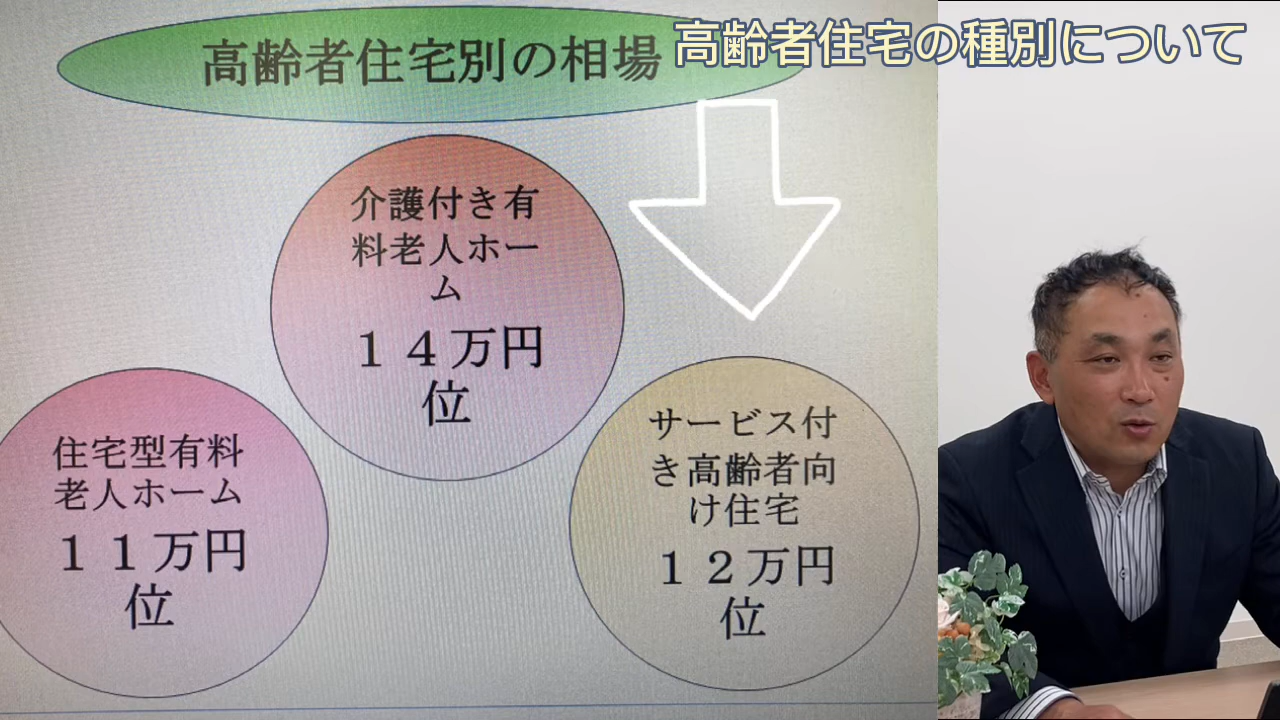 高齢者住宅の種別について
高齢者住宅別の相場
介護付き有
料老人ホー
ム
１４万円
位
住宅型有料
老人ホーム
１１万円
位
サービス付
き高齢者向
け住宅
１２万円
位